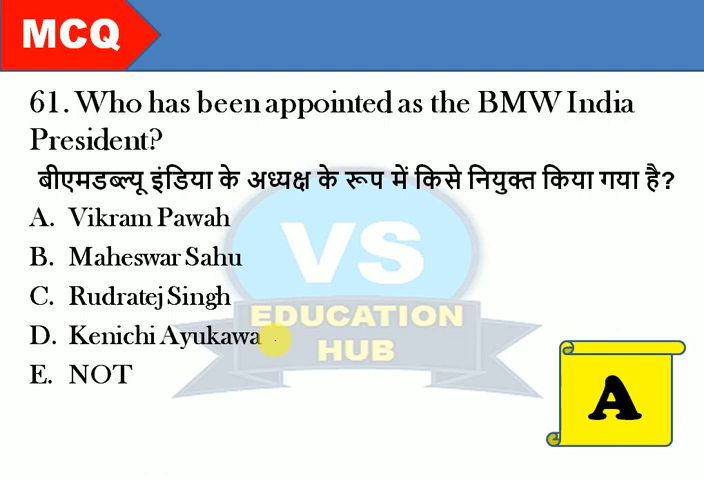 MCQ
61. Who has been appointed as the BMW India
President?
बीएमडब्ल्यू इंडिया के अध्यक्ष के रूप में किसे नियुक्त किया गया है?
A. Vikram Pawah
B. Maheswar Sahu
C. Rudratej Singh
D. Kenichi Ayukawa
E. NOT
VS
EDUCATION
HUB
A